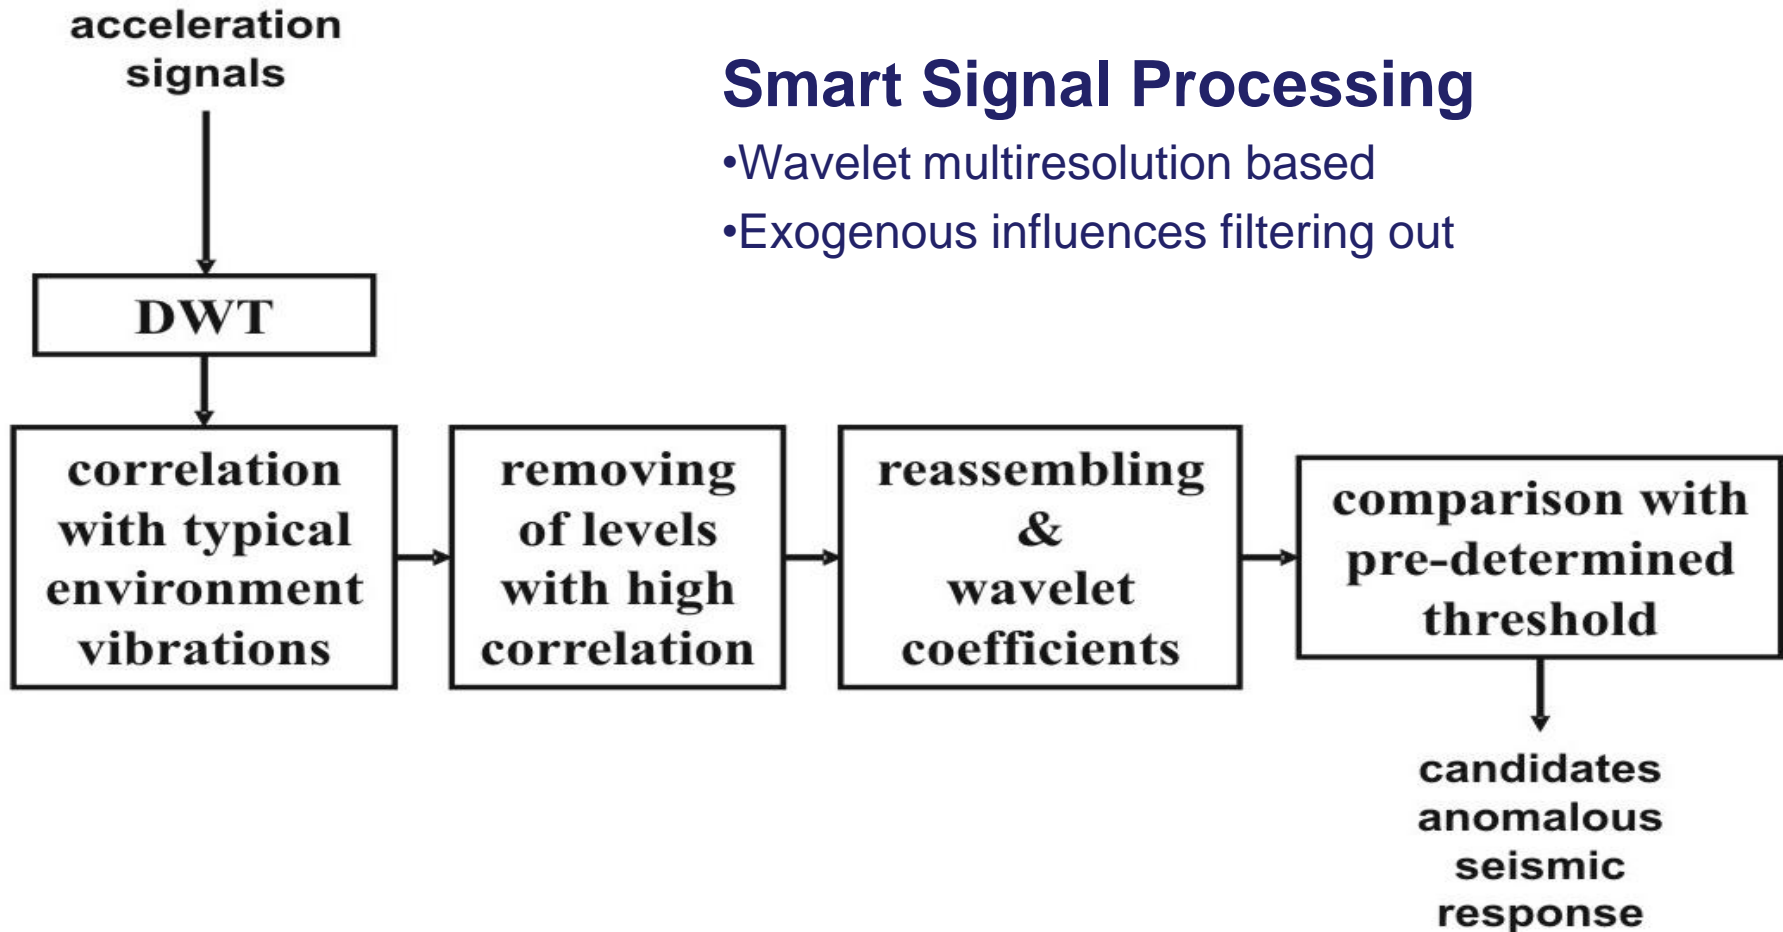 acceleration
signals
Smart Signal Processing
•Wavelet multiresolution based
•Exogenous influences filtering out
DWT
correlation
with typical
environment
vibrations
removing
of levels
with high
correlation
reassembling
&
wavelet
coefficients
comparison with
pre-determined
threshold
candidates
anomalous
seismic
response